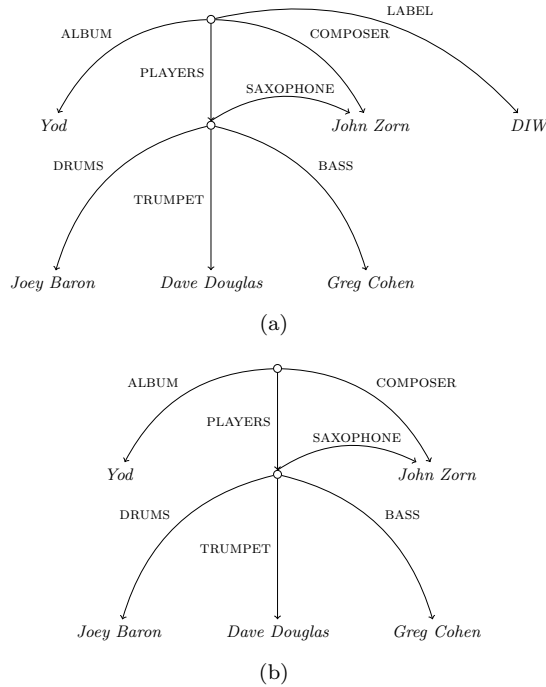 LABEL
ALBUM COMPOSER
PLAYERS
SAXOPHONE
Yod John Zorn DIW
DRUMS BASS
TRUMPET
Joey Baron Dave Douglas Greg Cohen
(a)
ALBUM COMPOSER
PLAYERS
SAXOPHONE
Yod John Zorn
DRUMS BASS
TRUMPET
Joey Baron Dave Douglas Greg Cohen
(b)